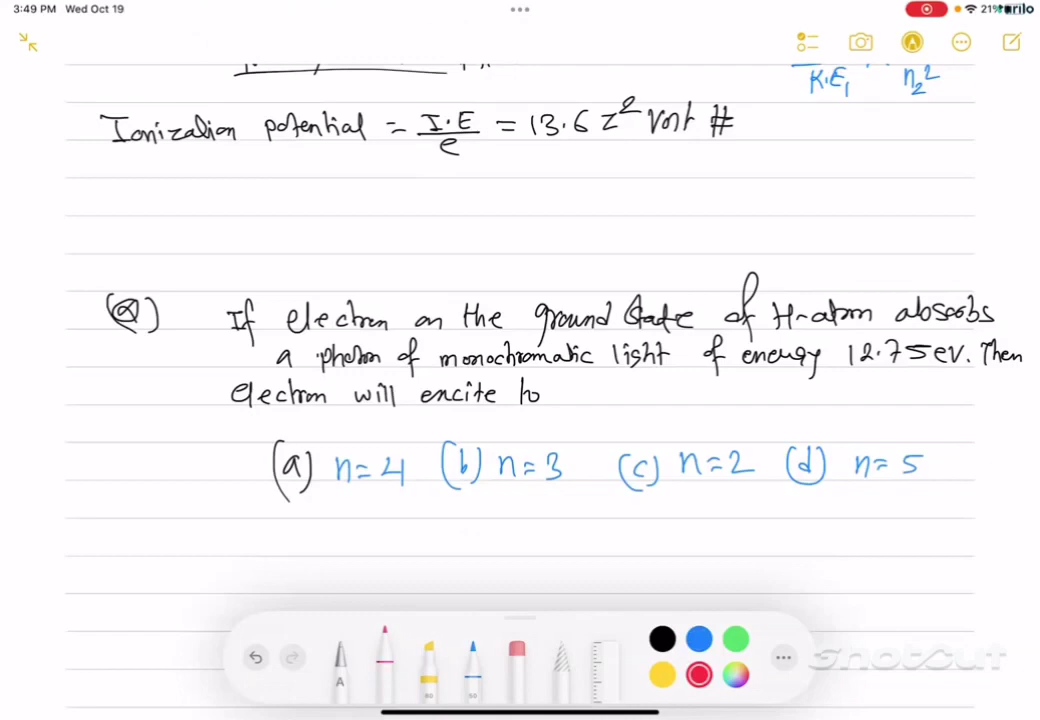 3:49 PM Wed Oct 19
21%
K.E₁ n₂²
Ionization potential = I.E/e = 13.6 Z² Volt #
(Q) If electron on the ground State of H-atom absorbs
a photon of monochromatic light of energy 12.75 eV. Then
electron will excite to
(a) n=4 (b) n=3 (c) n=2 (d) n=5
A
80
50